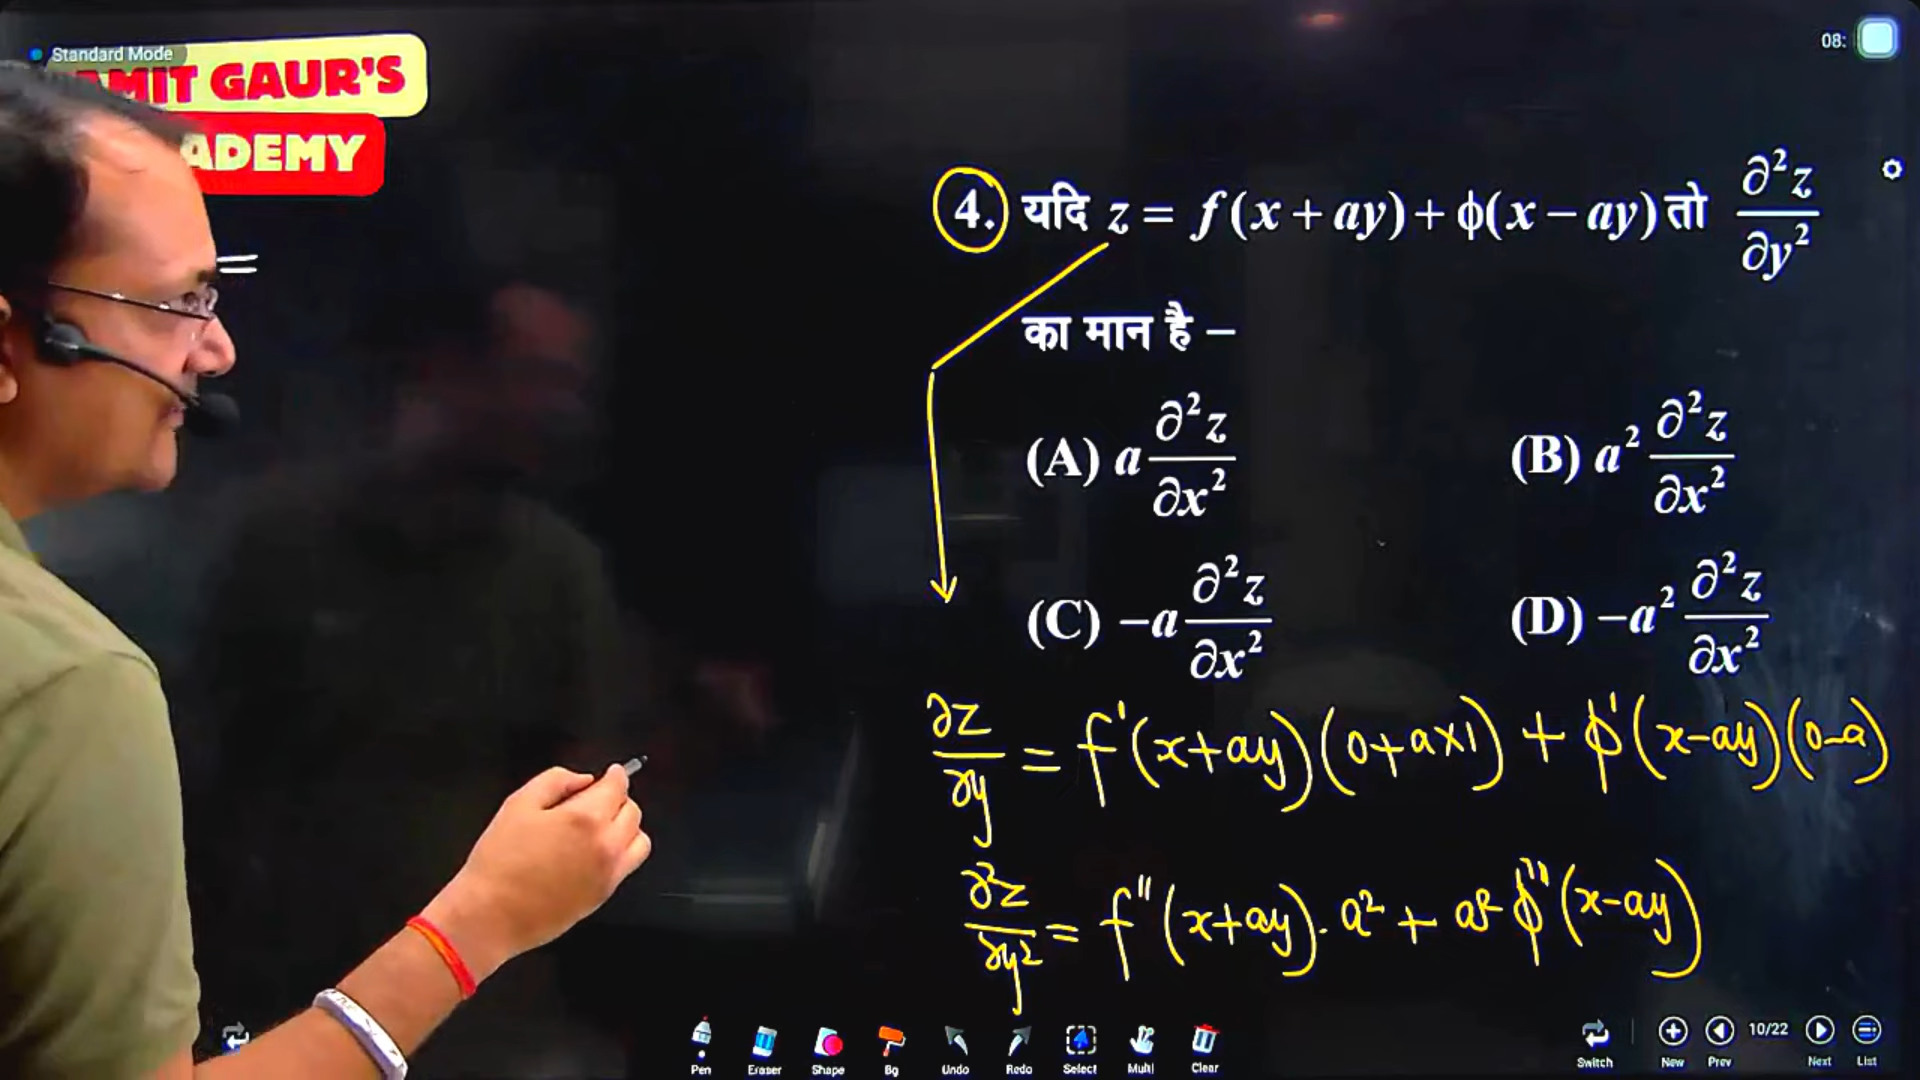 Standard Mode
AMIT GAUR'S
ADEMY
08:
=
4. यदि z = f(x + ay) + ϕ(x − ay) तो ∂²z/∂y²
का मान है –
(A) a ∂²z/∂x²
(B) a² ∂²z/∂x²
(C) −a ∂²z/∂x²
(D) −a² ∂²z/∂x²
∂z/∂y = f'(x+ay)(0+a×1) + ϕ'(x-ay)(0-a)
∂²z/∂y² = f''(x+ay).a² + a² ϕ''(x-ay)
Pen Eraser Shape Bg Undo Redo Select Multi Clear
Switch New Prev 10/22 Next List